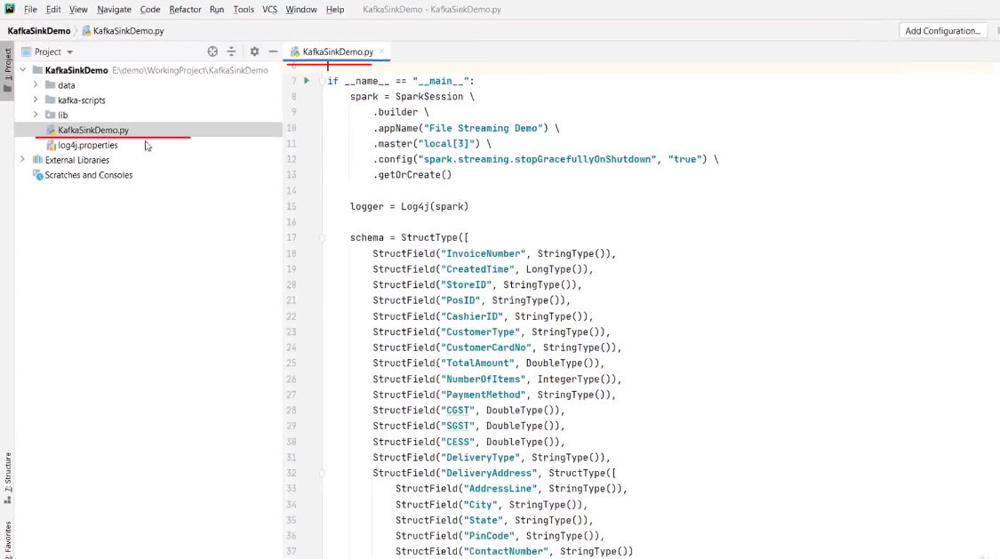 File Edit View Navigate Code Refactor Run Tools VCS Window Help KafkaSinkDemo - KafkaSinkDemo.py
KafkaSinkDemo KafkaSinkDemo.py Add Configuration...
1: Project
Project
KafkaSinkDemo.py
KafkaSinkDemo E:\demo\WorkingProject\KafkaSinkDemo
data
kafka-scripts
lib
KafkaSinkDemo.py
log4j.properties
External Libraries
Scratches and Consoles
7 if __name__ == "__main__":
8 spark = SparkSession \
9 .builder \
10 .appName("File Streaming Demo") \
11 .master("local[3]") \
12 .config("spark.streaming.stopGracefullyOnShutdown", "true") \
13 .getOrCreate()
14
15 logger = Log4j(spark)
16
17 schema = StructType([
18 StructField("InvoiceNumber", StringType()),
19 StructField("CreatedTime", LongType()),
20 StructField("StoreID", StringType()),
21 StructField("PosID", StringType()),
22 StructField("CashierID", StringType()),
23 StructField("CustomerType", StringType()),
24 StructField("CustomerCardNo", StringType()),
25 StructField("TotalAmount", DoubleType()),
26 StructField("NumberOfItems", IntegerType()),
27 StructField("PaymentMethod", StringType()),
28 StructField("CGST", DoubleType()),
29 StructField("SGST", DoubleType()),
30 StructField("CESS", DoubleType()),
31 StructField("DeliveryType", StringType()),
32 StructField("DeliveryAddress", StructType([
33 StructField("AddressLine", StringType()),
34 StructField("City", StringType()),
35 StructField("State", StringType()),
36 StructField("PinCode", StringType()),
37 StructField("ContactNumber", StringType())
Z: Structure
Favorites